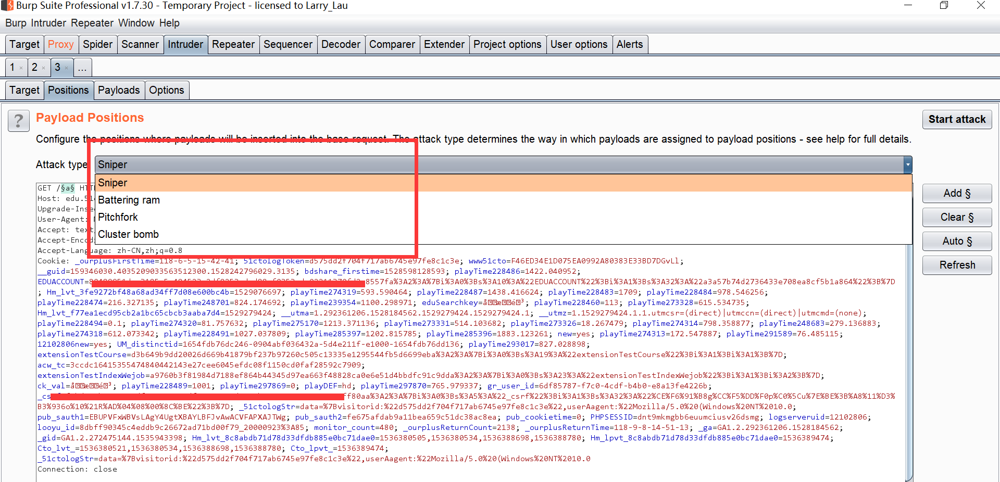 Burp Suite Professional v1.7.30 - Temporary Project - licensed to Larry_Lau
Burp Intruder Repeater Window Help
Target Proxy Spider Scanner Intruder Repeater Sequencer Decoder Comparer Extender Project options User options Alerts
1 × 2 × 3 × ...
Target Positions Payloads Options
? Payload Positions
Start attack
Configure the positions where payloads will be inserted into the base request. The attack type determines the way in which payloads are assigned to payload positions - see help for full details.
Attack type Sniper
Sniper
Battering ram
Pitchfork
Cluster bomb
Add §
Clear §
Auto §
Refresh
GET /§a§
Host: edu.
Upgrade-
User-Agent:
Accept:
Accept-
Accept-Language: zh-CN,zh;q=0.8
Cookie: _ourplusFirstTime=118-6-5-15-42-41; 51ctologToken=d575dd2f704f717ab6745e97fe8c1c3e; www51cto=F46ED34E1D075EA0992A80383E33BD7DGvLl;
__guid=159346030.4035209033563512300.1528242796029.3135; bdshare_firstime=1528598128593; playTime228486=1422.040952;
EDUACCOUNT= 8557fa%3A2%3A%7Bi%3A0%3Bs%3A10%3A%22EDUACCOUNT%22%3Bi%3A1%3Bs%3A32%3A%22a3a57b74d2736433e708ea8cf5b1a864%22%3B%7D
; Hm_lvt_3fe9272bf48a68ad34ff7d08e600bc4b=1529076697; playTime274319=593.590464; playTime228487=1438.416624; playTime228483=1709; playTime228484=978.546256;
playTime228474=216.327135; playTime248701=824.174692; playTime239354=1100.298971; eduSearchkey= ; playTime228460=113; playTime273328=615.534735;
Hm_lvt_f77ea1ecd95cb2a1bc65cbcb3aaba7d4=1529279424; __utma=1.292361206.1528184562.1529279424.1529279424.1; __utmz=1.1529279424.1.1.utmcsr=(direct)|utmccn=(direct)|utmcmd=(none);
playTime228494=0.1; playTime274320=81.757632; playTime275170=1213.371136; playTime273331=514.103682; playTime273326=18.267479; playTime274314=798.358877; playTime248683=279.136883;
playTime274318=612.073342; playTime228491=1027.037809; playTime285397=1202.815785; playTime285396=1883.123261; new=yes; playTime274313=172.547887; playTime291589=76.485115;
12102806new=yes; UM_distinctid=1654fdb76dc246-0904abf036432a-5d4e211f-e1000-1654fdb76dd136; playTime293017=827.028898;
extensionTestCourse=d3b649b9dd20026d669b41879bf237b97260c505c13335e1295544fb5d6699eba%3A2%3A%7Bi%3A0%3Bs%3A19%3A%22extensionTestCourse%22%3Bi%3A1%3Bi%3A1%3B%7D;
acw_tc=3ccdc16415355474840442143e27cee6045efdc08f1150cd0faf28592c7909;
extensionTestIndexWejob=a9760b3f81984d7188ef864b44345d97ea663f48828ca0e6e51d4bbdfc91c9dda%3A2%3A%7Bi%3A0%3Bs%3A23%3A%22extensionTestIndexWejob%22%3Bi%3A1%3Bi%3A2%3B%7D;
ck_val= ; playTime228489=1001; playTime297869=0; playDEF=hd; playTime297870=765.979337; gr_user_id=6df85787-f7c0-4cdf-b4b0-e8a13fe4226b;
_cs ff80aa%3A2%3A%7Bi%3A0%3Bs%3A5%3A%22_csrf%22%3Bi%3A1%3Bs%3A32%3A%22%CE%F6%91%B8g%CC%F5%DD%F0p%C0%5Cu%7E%BE%3B%A8%11%D3%
B3%936o%10%21R%AD%04%08%00%8C%BE%22%3B%7D; _51ctologStr=data=%7Bvisitorid:%22d575dd2f704f717ab6745e97fe8c1c3e%22,userAagent:%22Mozilla/5.0%20(Windows%20NT%2010.0;
pub_sauth1=EBUPVFxWBVsLAgY4UgtXBAYLBFJvAwACVFAPXAJTWg; pub_sauth2=fe675afdab9a11bea659c51dc38ac8ea; pub_cookietime=0; PHPSESSID=dnt9mkmgbb6euumciusv26dsmg; logserveruid=12102806;
looyu_id=8dbff90345c4eddb9c26672ad71bd00f79_20000923%3A85; monitor_count=480; _ourplusReturnCount=2138; _ourplusReturnTime=118-9-8-14-51-13; _ga=GA1.2.292361206.1528184562;
_gid=GA1.2.272475144.1535943398; Hm_lvt_8c8abdb71d78d33dfdb885e0bc71dae0=1536380505,1536380534,1536388698,1536388780; Hm_lpvt_8c8abdb71d78d33dfdb885e0bc71dae0=1536389474;
Cto_lvt_=1536380521,1536380534,1536388698,1536388780; Cto_lpvt_=1536389474;
_51ctologStr=data=%7Bvisitorid:%22d575dd2f704f717ab6745e97fe8c1c3e%22,userAagent:%22Mozilla/5.0%20(Windows%20NT%2010.0
Connection: close